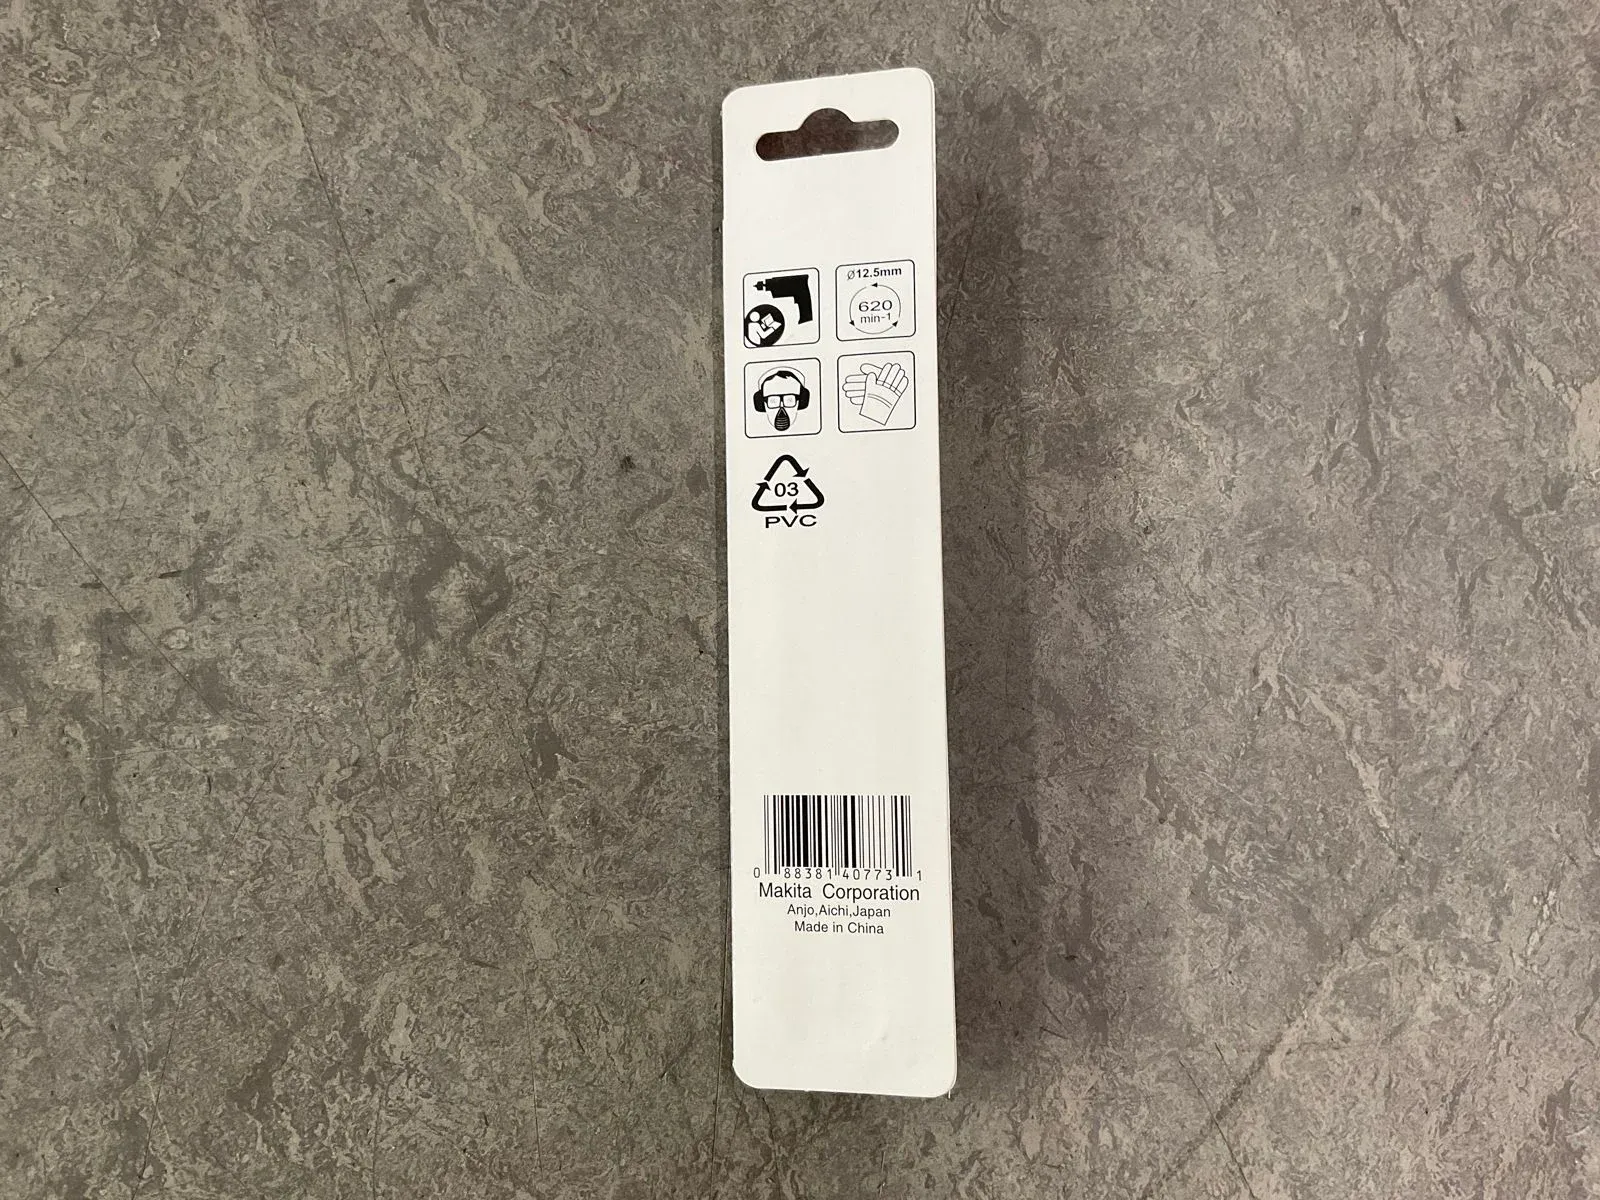 Ø12.5mm
620
min-1
03
PVC
0 88381 40773 1
Makita Corporation
Anjo,Aichi,Japan
Made in China